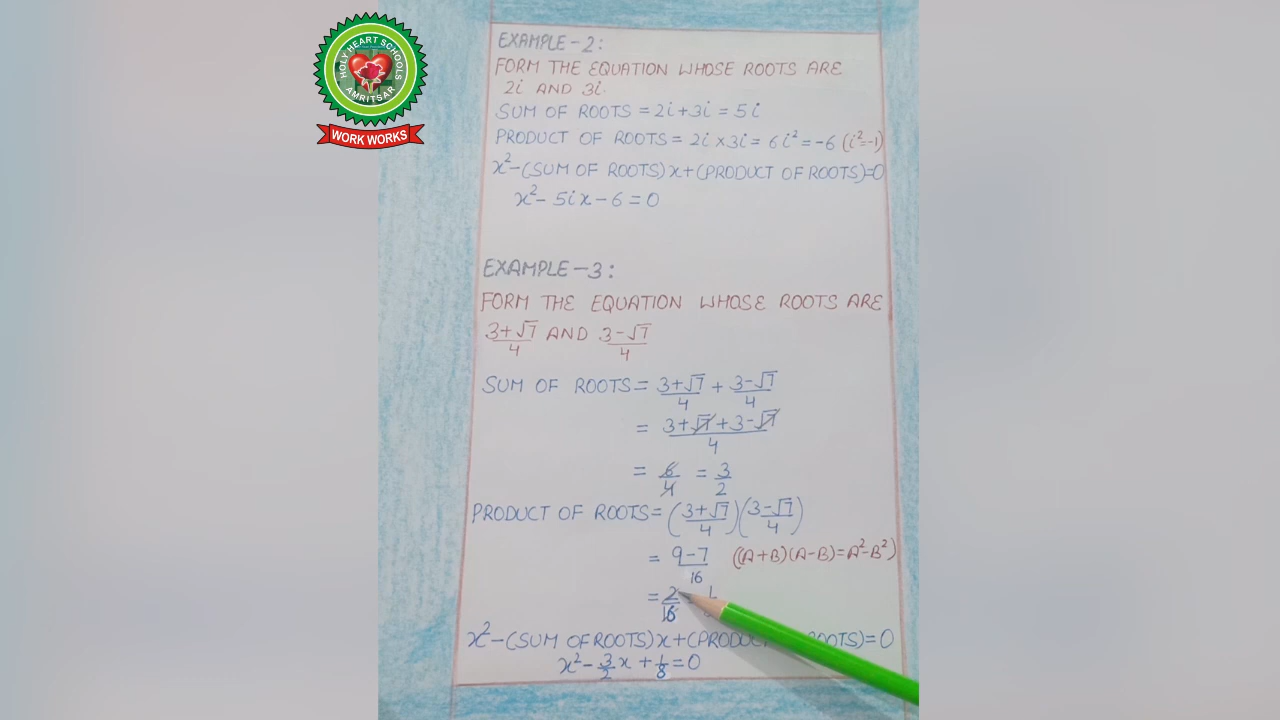 HOLY HEART SCHOOLS
AMRITSAR
WORK WORKS
EXAMPLE-2:
FORM THE EQUATION WHOSE ROOTS ARE
2i AND 3i.
SUM OF ROOTS = 2i+3i = 5i
PRODUCT OF ROOTS = 2i×3i = 6i² = -6 (i²=-1)
x²-(SUM OF ROOTS)x+(PRODUCT OF ROOTS)=0
x²- 5ix - 6 = 0
EXAMPLE-3:
FORM THE EQUATION WHOSE ROOTS ARE
3+√7/4 AND 3-√7/4
SUM OF ROOTS = 3+√7/4 + 3-√7/4
= 3+√7+3-√7/4
= 6/4 = 3/2
PRODUCT OF ROOTS = (3+√7/4)(3-√7/4)
= 9-7/16 ((A+B)(A-B)=A²-B²)
= 2/16
x²-(SUM OF ROOTS)x+( ROOTS)=0
x²- 3/2 x + 1/8 = 0